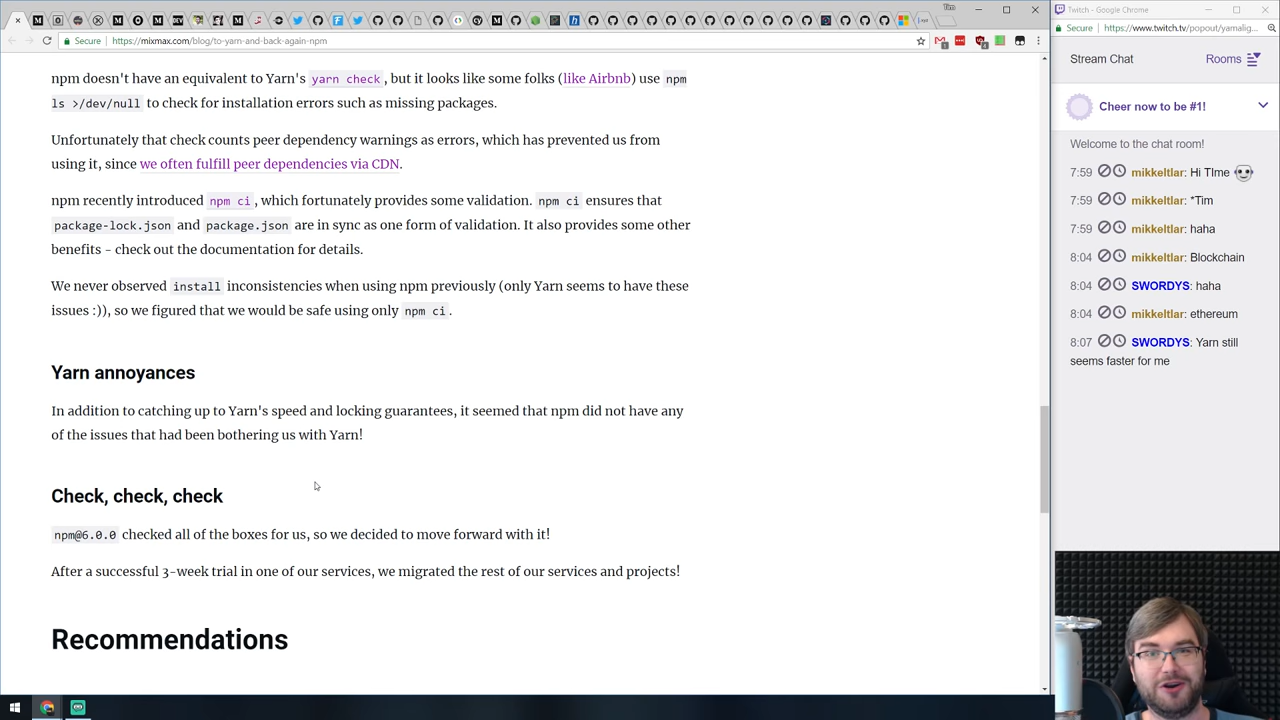 Tim
Secure
https://mixmax.com/blog/to-yarn-and-back-again-npm
npm doesn't have an equivalent to Yarn's yarn check, but it looks like some folks (like Airbnb) use npm
ls >/dev/null to check for installation errors such as missing packages.
Unfortunately that check counts peer dependency warnings as errors, which has prevented us from
using it, since we often fulfill peer dependencies via CDN.
npm recently introduced npm ci, which fortunately provides some validation. npm ci ensures that
package-lock.json and package.json are in sync as one form of validation. It also provides some other
benefits - check out the documentation for details.
We never observed install inconsistencies when using npm previously (only Yarn seems to have these
issues :)), so we figured that we would be safe using only npm ci.
Yarn annoyances
In addition to catching up to Yarn's speed and locking guarantees, it seemed that npm did not have any
of the issues that had been bothering us with Yarn!
Check, check, check
npm@6.0.0 checked all of the boxes for us, so we decided to move forward with it!
After a successful 3-week trial in one of our services, we migrated the rest of our services and projects!
Recommendations
Twitch - Google Chrome
Secure
https://www.twitch.tv/popout/yamalig...
Stream Chat
Rooms
Cheer now to be #1!
Welcome to the chat room!
7:59 mikkeltlar: Hi TIme
7:59 mikkeltlar: *Tim
7:59 mikkeltlar: haha
8:04 mikkeltlar: Blockchain
8:04 SWORDYS: haha
8:04 mikkeltlar: ethereum
8:07 SWORDYS: Yarn still
seems faster for me